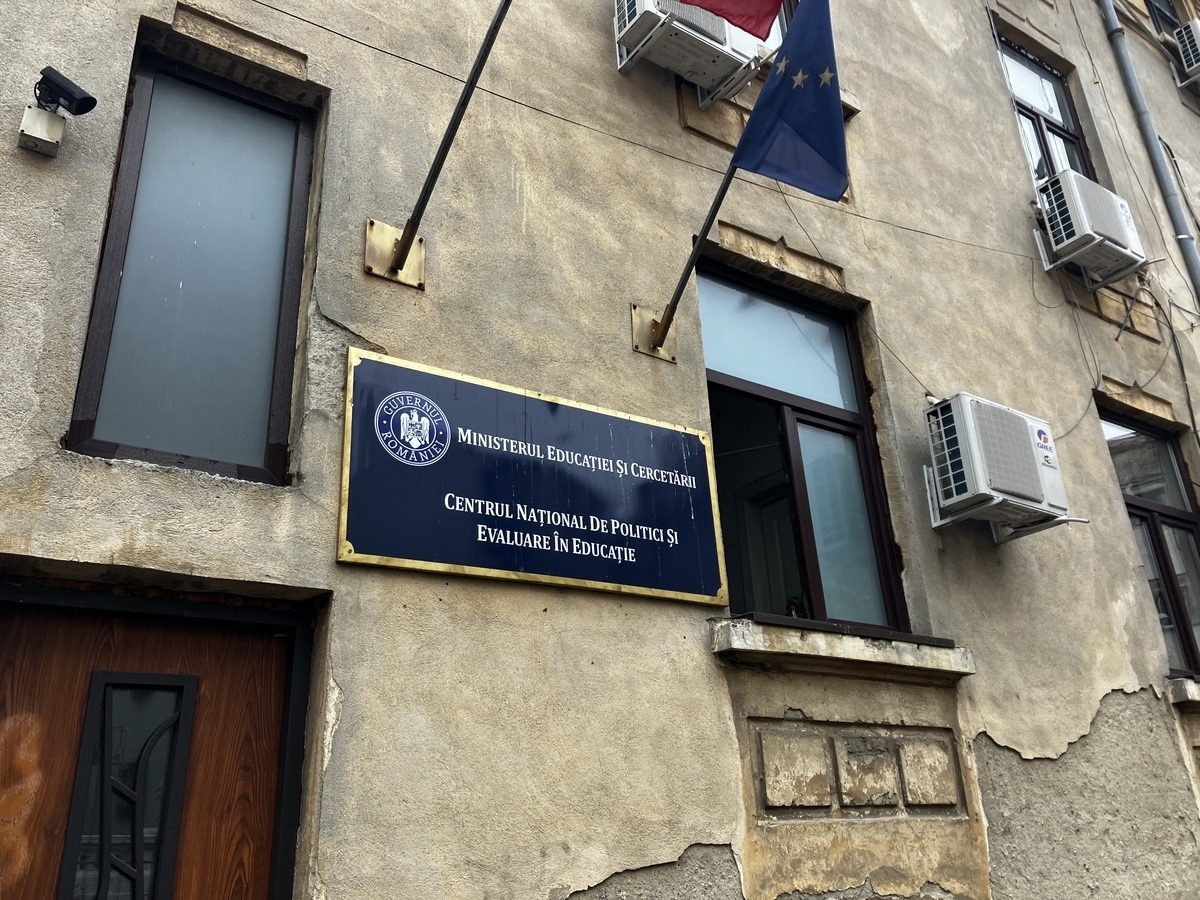 GUVERNUL
ROMÂNIEI
MINISTERUL EDUCAȚIEI ȘI CERCETĂRII
CENTRUL NAȚIONAL DE POLITICI ȘI
EVALUARE ÎN EDUCAȚIE
GREE